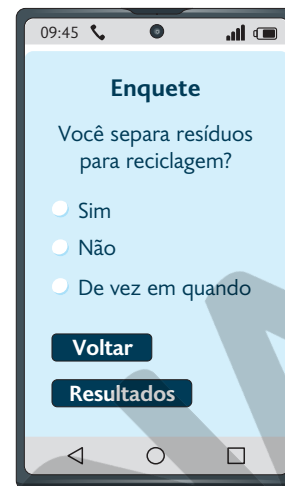 09:45
Enquete
Você separa resíduos
para reciclagem?
Sim
Não
De vez em quando
Voltar
Resultados